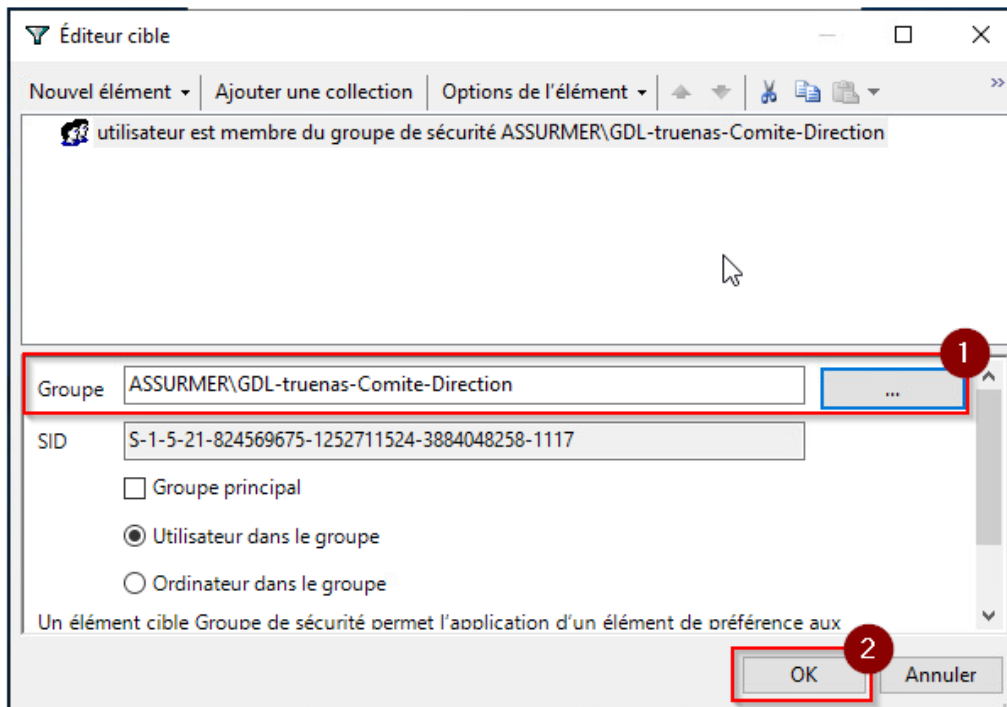 Éditeur cible
Nouvel élément Ajouter une collection Options de l'élément
utilisateur est membre du groupe de sécurité ASSURMER\GDL-truenas-Comite-Direction
1
Groupe ASSURMER\GDL-truenas-Comite-Direction ...
SID S-1-5-21-824569675-1252711524-3884048258-1117
Groupe principal
Utilisateur dans le groupe
Ordinateur dans le groupe
Un élément cible Groupe de sécurité permet l'application d'un élément de préférence aux
2
OK Annuler